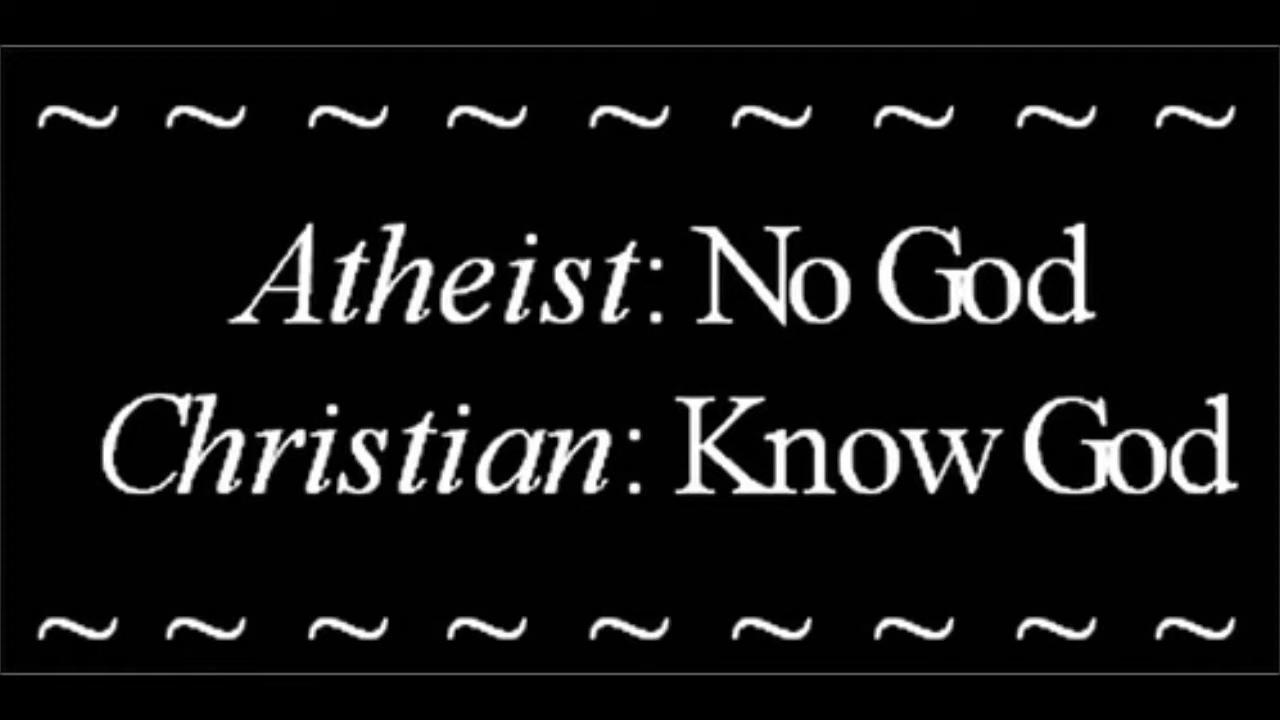 ~ ~ ~ ~ ~ ~ ~ ~ ~
Atheist: No God
Christian: Know God
~ ~ ~ ~ ~ ~ ~ ~ ~